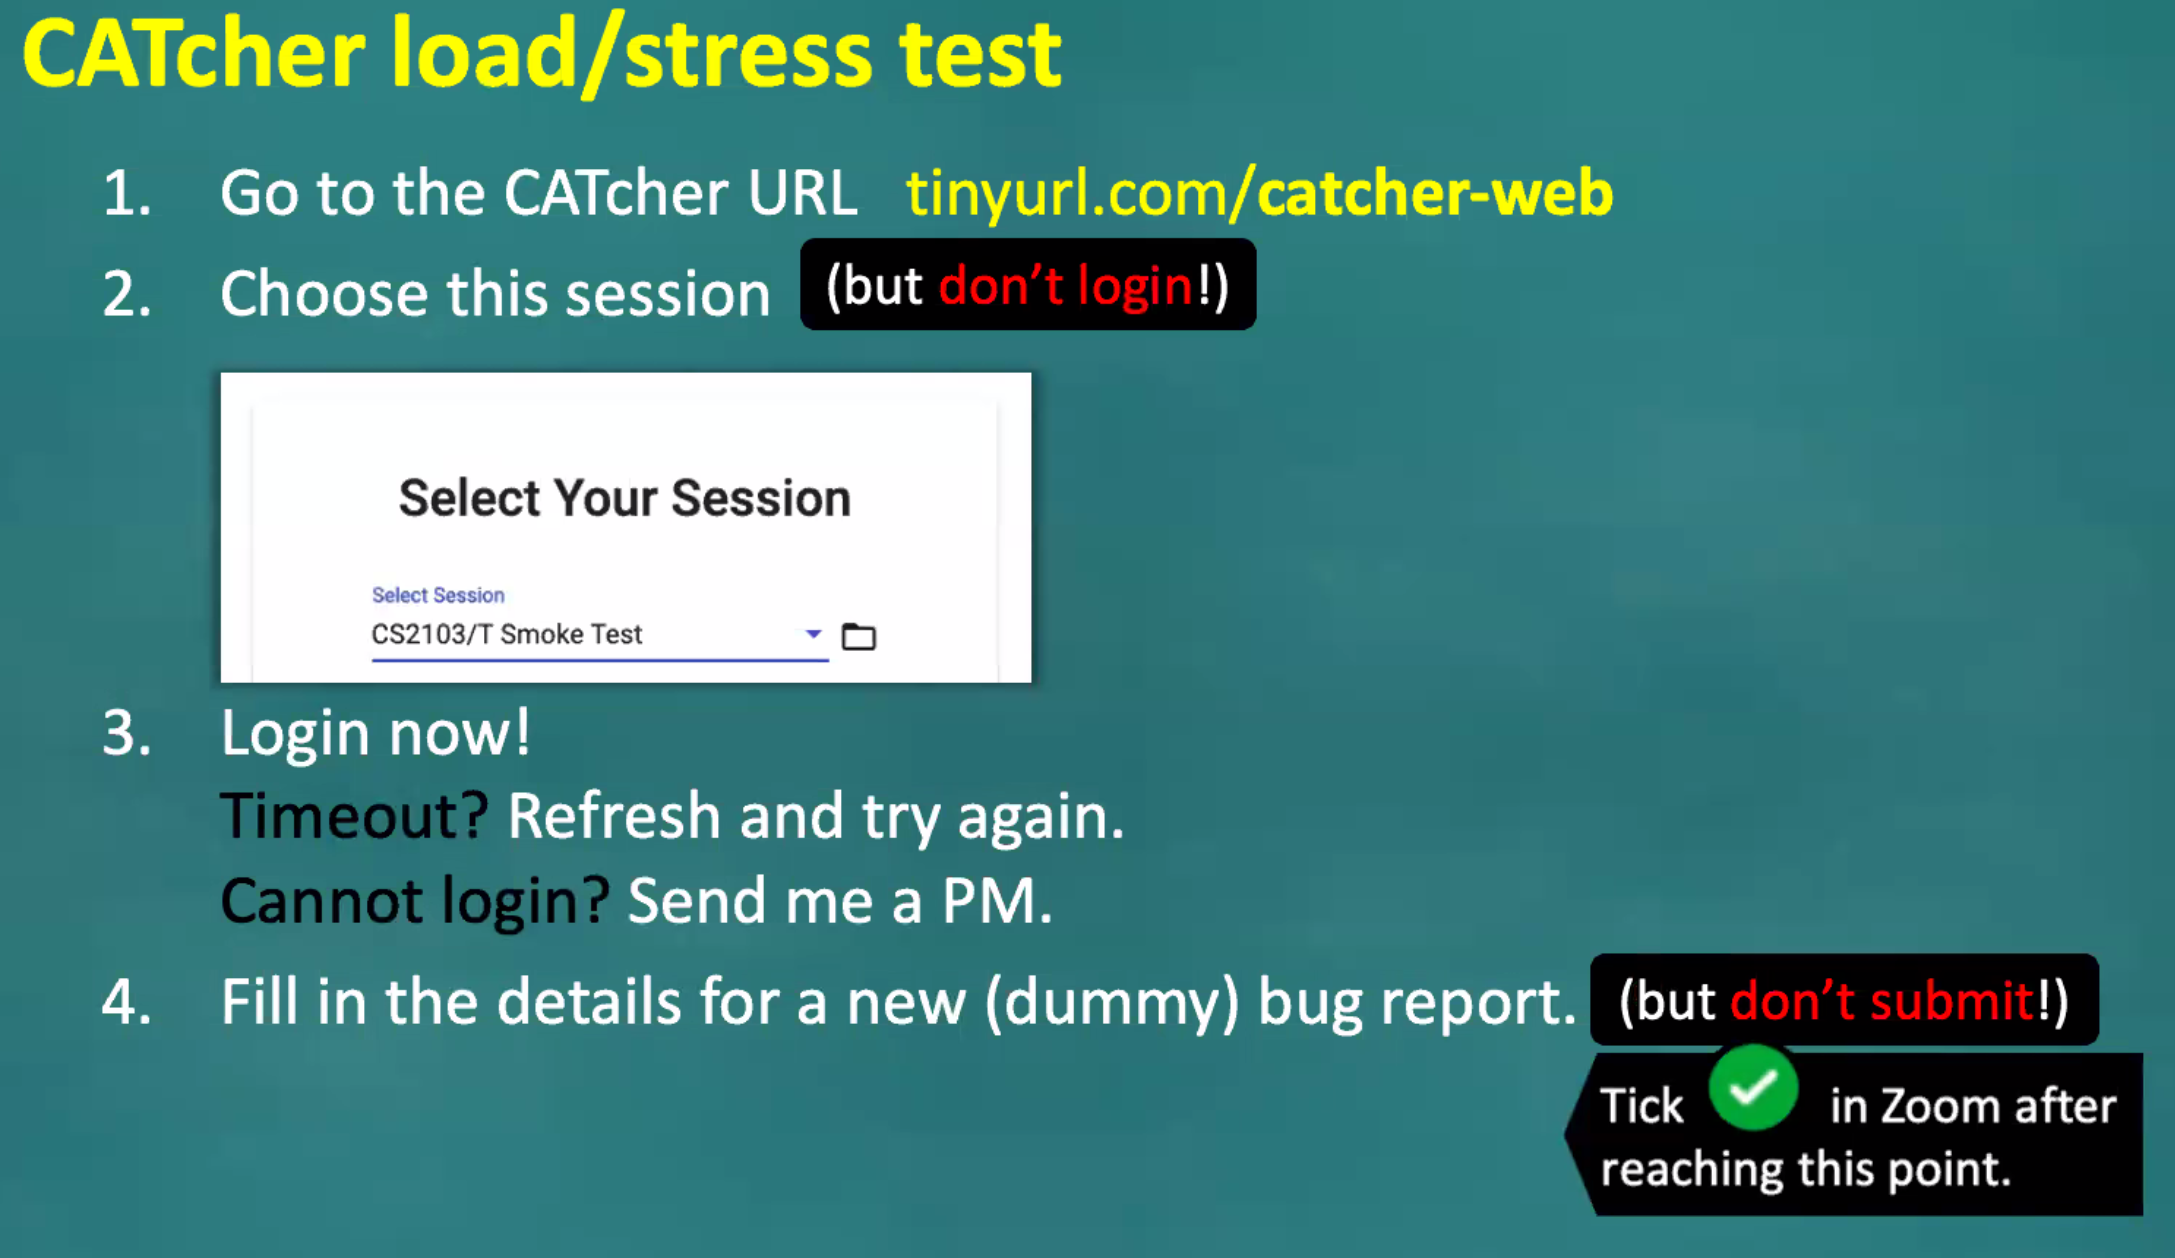 CATcher load/stress test
1. Go to the CATcher URL tinyurl.com/catcher-web
2. Choose this session (but don't login!)
Select Your Session
Select Session
CS2103/T Smoke Test
3. Login now!
Timeout? Refresh and try again.
Cannot login? Send me a PM.
4. Fill in the details for a new (dummy) bug report. (but don't submit!)
Tick in Zoom after
reaching this point.